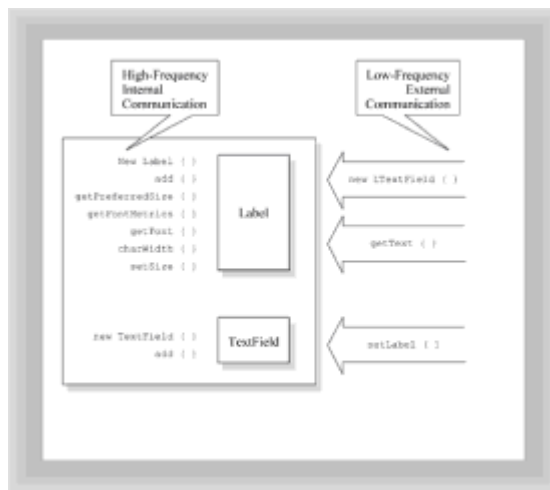 High-Frequency
Internal
Communication
Low-Frequency
External
Communication
New Label ( )
add ( )
getPreferredSize ( )
getFontMetrics ( )
getFont ( )
charWidth ( )
setSize ( )
Label
new lTextField ( )
getText ( )
new TextField ( )
add ( )
TextField
setLabel ( )